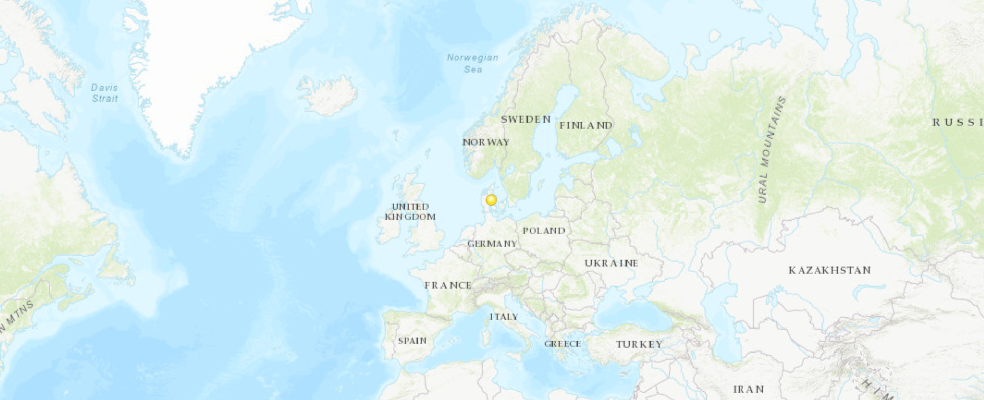 Norwegian
Sea
Davis
Strait
SWEDEN
FINLAND
RUSSI
NORWAY
URAL MOUNTAINS
UNITED
KINGDOM
POLAND
GERMANY
UKRAINE
KAZAKHSTAN
FRANCE
N MTNS
ITALY
SPAIN
GREECE
TURKEY
IRAN
HIM